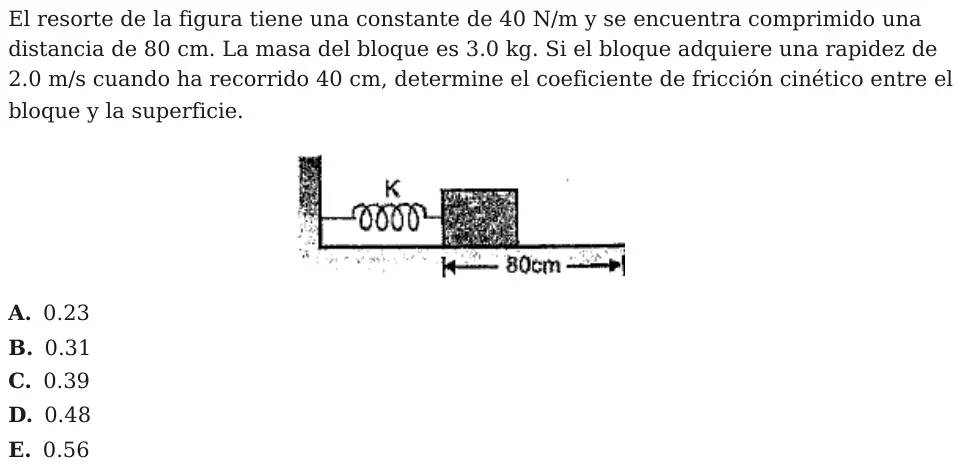 El resorte de la figura tiene una constante de 40 N/m y se encuentra comprimido una
distancia de 80 cm. La masa del bloque es 3.0 kg. Si el bloque adquiere una rapidez de
2.0 m/s cuando ha recorrido 40 cm, determine el coeficiente de fricción cinético entre el
bloque y la superficie.
K
80cm
A. 0.23
B. 0.31
C. 0.39
D. 0.48
E. 0.56